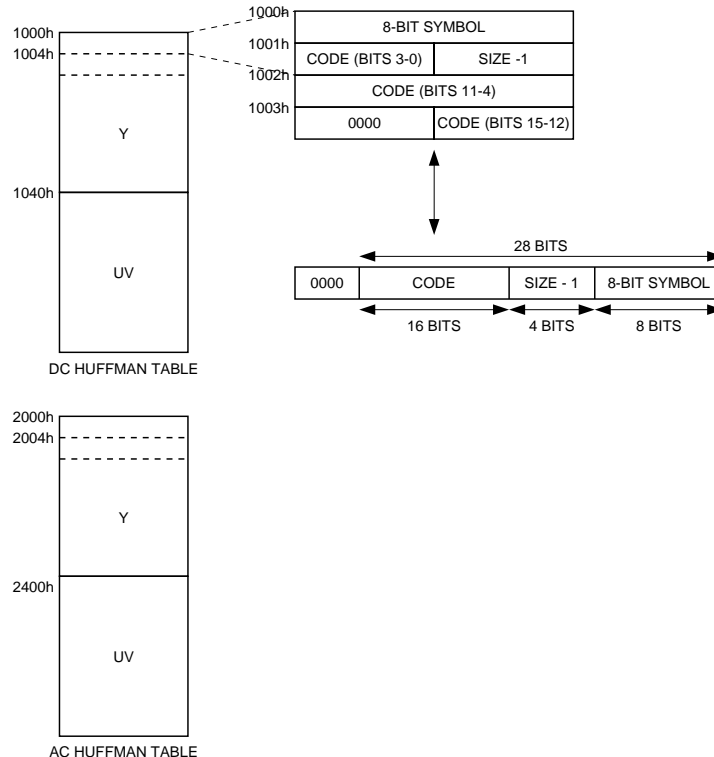 1000h
1004h
Y
1040h
UV
DC HUFFMAN TABLE
1000h
8-BIT SYMBOL
1001h
CODE (BITS 3-0) SIZE -1
1002h
CODE (BITS 11-4)
1003h
0000 CODE (BITS 15-12)
28 BITS
0000 CODE SIZE - 1 8-BIT SYMBOL
16 BITS 4 BITS 8 BITS
2000h
2004h
Y
2400h
UV
AC HUFFMAN TABLE